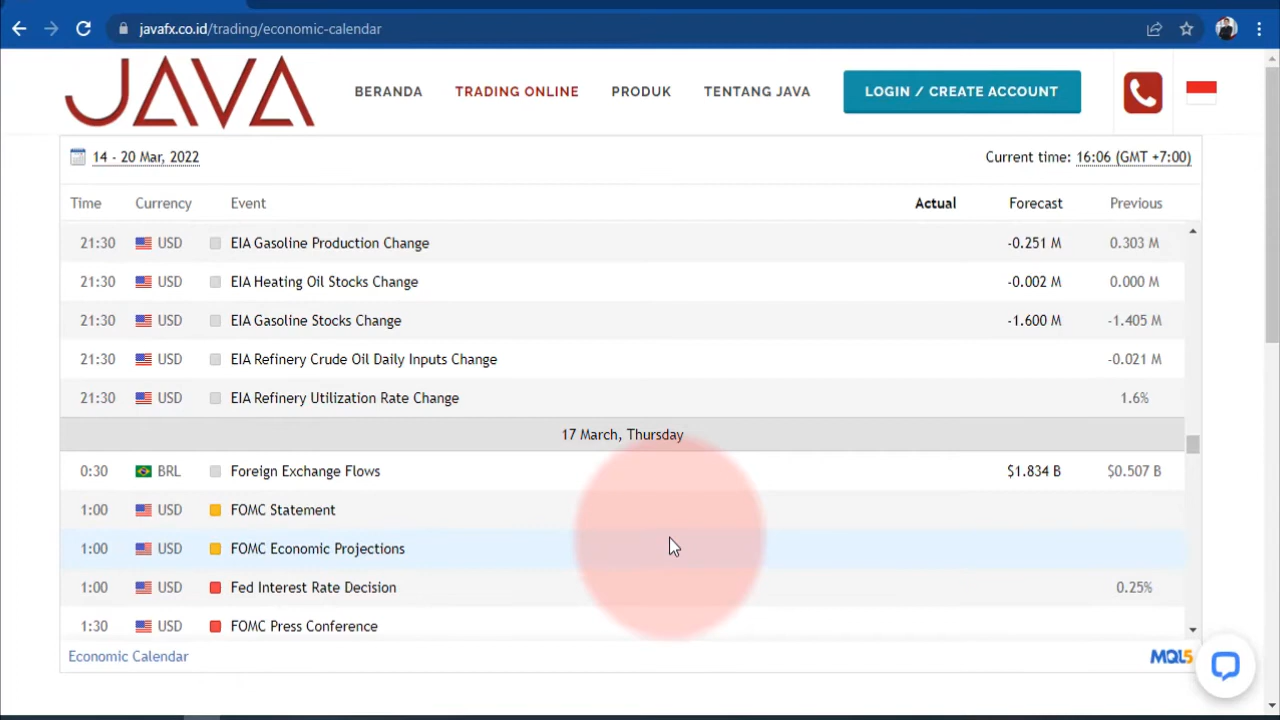 javafx.co.id/trading/economic-calendar
JAVA
BERANDA TRADING ONLINE PRODUK TENTANG JAVA LOGIN / CREATE ACCOUNT
14 - 20 Mar, 2022 Current time: 16:06 (GMT +7:00)
Time Currency Event Actual Forecast Previous
21:30 USD EIA Gasoline Production Change -0.251 M 0.303 M
21:30 USD EIA Heating Oil Stocks Change -0.002 M 0.000 M
21:30 USD EIA Gasoline Stocks Change -1.600 M -1.405 M
21:30 USD EIA Refinery Crude Oil Daily Inputs Change -0.021 M
21:30 USD EIA Refinery Utilization Rate Change 1.6%
17 March, Thursday
0:30 BRL Foreign Exchange Flows $1.834 B $0.507 B
1:00 USD FOMC Statement
1:00 USD FOMC Economic Projections
1:00 USD Fed Interest Rate Decision 0.25%
1:30 USD FOMC Press Conference
Economic Calendar MQL5